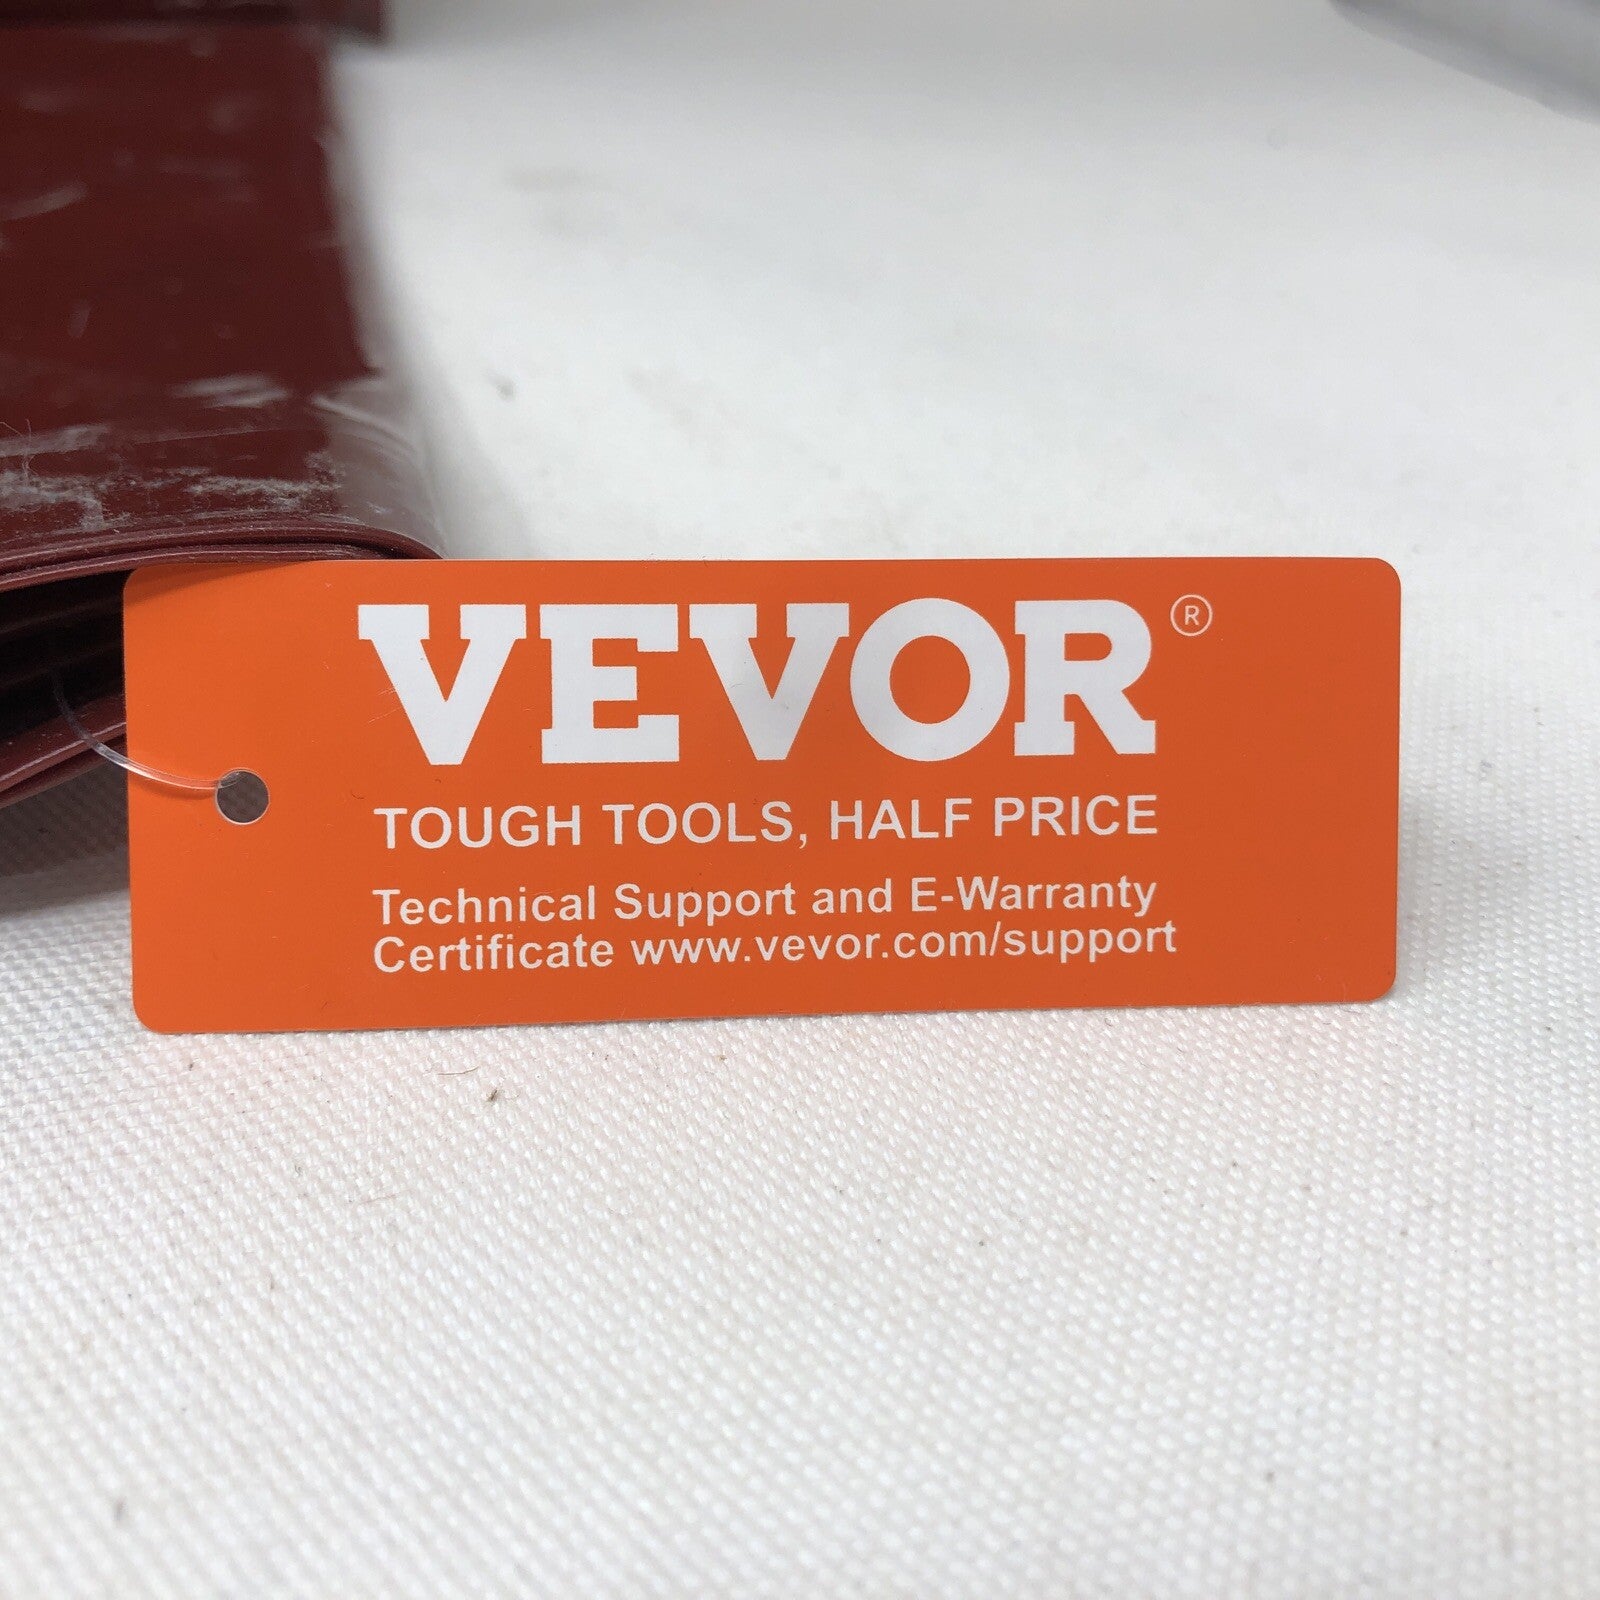 VEVOR®
TOUGH TOOLS, HALF PRICE
Technical Support and E-Warranty
Certificate www.vevor.com/support